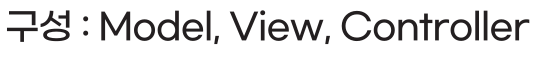 구성 : Model, View, Controller